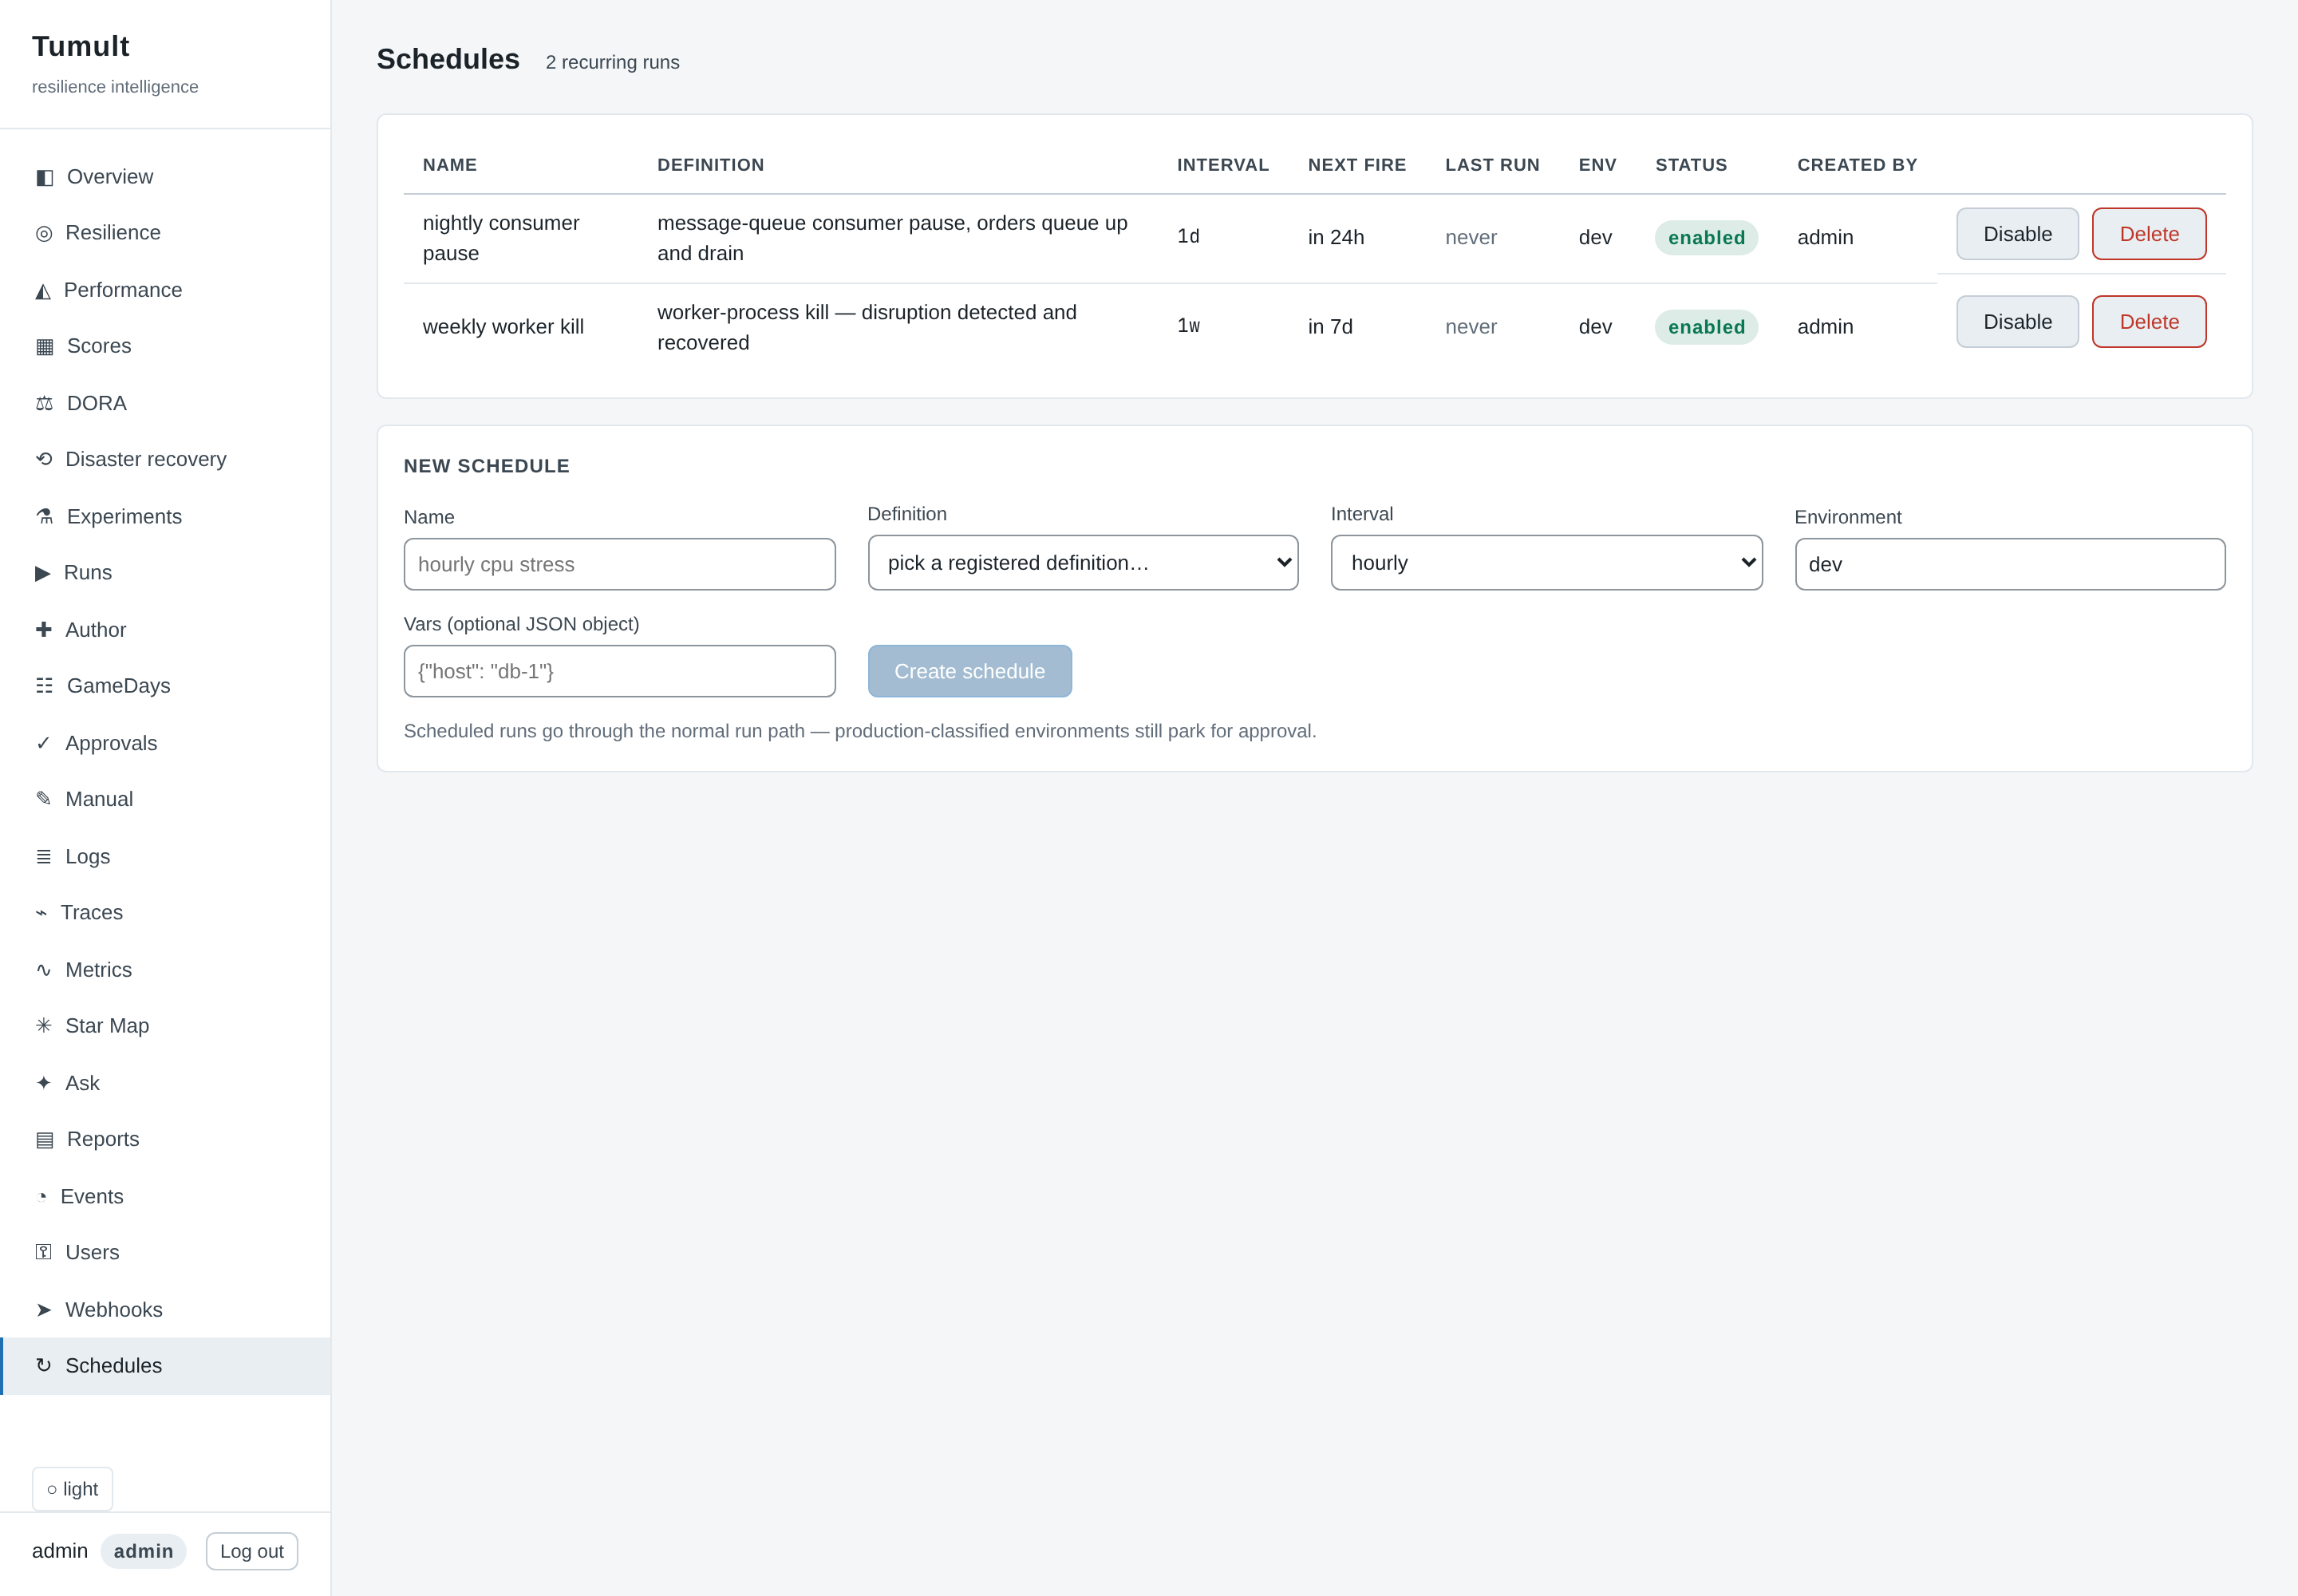 Tumult
resilience intelligence
◧ Overview
◎ Resilience
◭ Performance
▦ Scores
⚖ DORA
⟲ Disaster recovery
⚗ Experiments
▶ Runs
✚ Author
☷ GameDays
✓ Approvals
✎ Manual
≣ Logs
⌁ Traces
∿ Metrics
✳ Star Map
✦ Ask
▤ Reports
Events
⚿ Users
➤ Webhooks
↻ Schedules
○ light
admin admin Log out
Schedules 2 recurring runs
NAME DEFINITION INTERVAL NEXT FIRE LAST RUN ENV STATUS CREATED BY
nightly consumer pause message-queue consumer pause, orders queue up and drain 1d in 24h never dev enabled admin Disable Delete
weekly worker kill worker-process kill — disruption detected and recovered 1w in 7d never dev enabled admin Disable Delete
NEW SCHEDULE
Name Definition Interval Environment
hourly cpu stress pick a registered definition… hourly dev
Vars (optional JSON object)
{"host": "db-1"} Create schedule
Scheduled runs go through the normal run path — production-classified environments still park for approval.